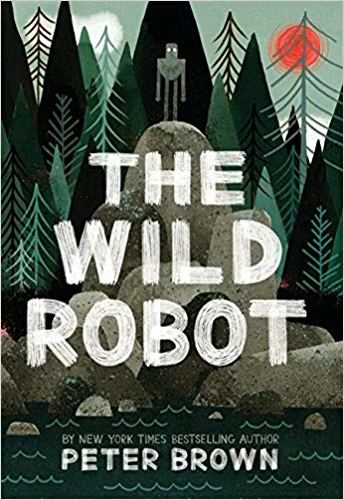 THE
WILD
ROBOT
BY NEW YORK TIMES BESTSELLING AUTHOR
PETER BROWN